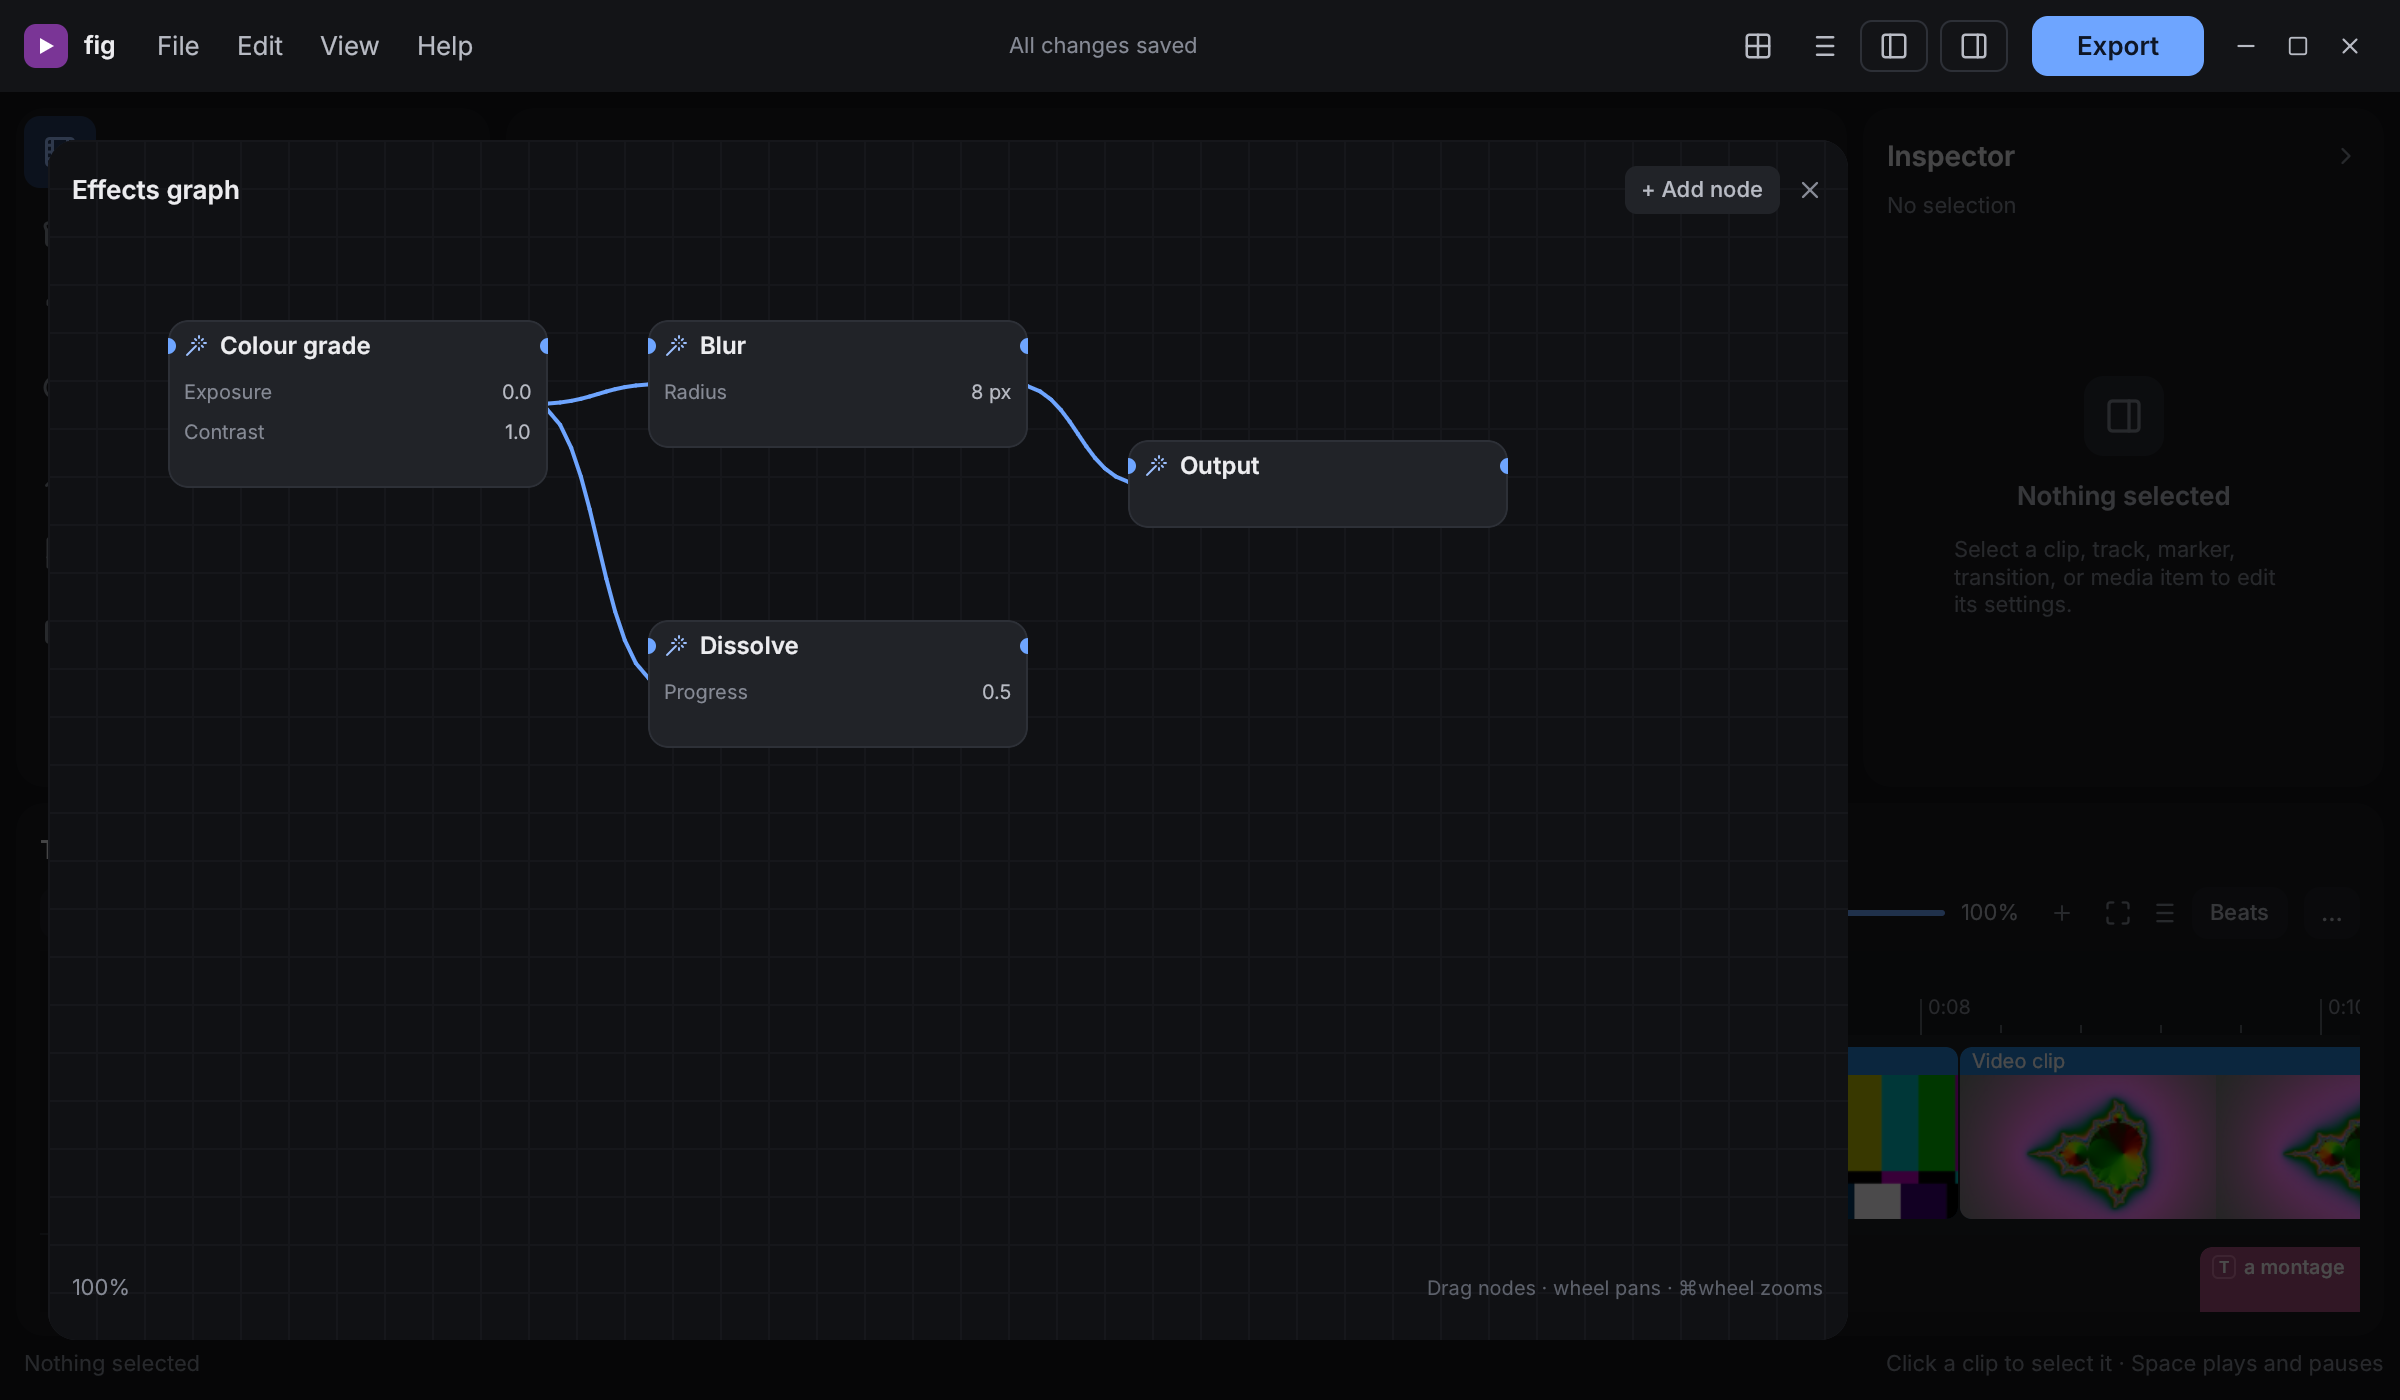 fig File Edit View Help All changes saved Export
Inspector
No selection
Effects graph + Add node
Colour grade
Exposure 0.0
Contrast 1.0
Blur
Radius 8 px
Output
Dissolve
Progress 0.5
Nothing selected
Select a clip, track, marker,
transition, or media item to edit
its settings.
100% + Beats ...
0:08
Video clip
T a montage
100% Drag nodes · wheel pans · ⌘wheel zooms
Nothing selected Click a clip to select it · Space plays and pauses